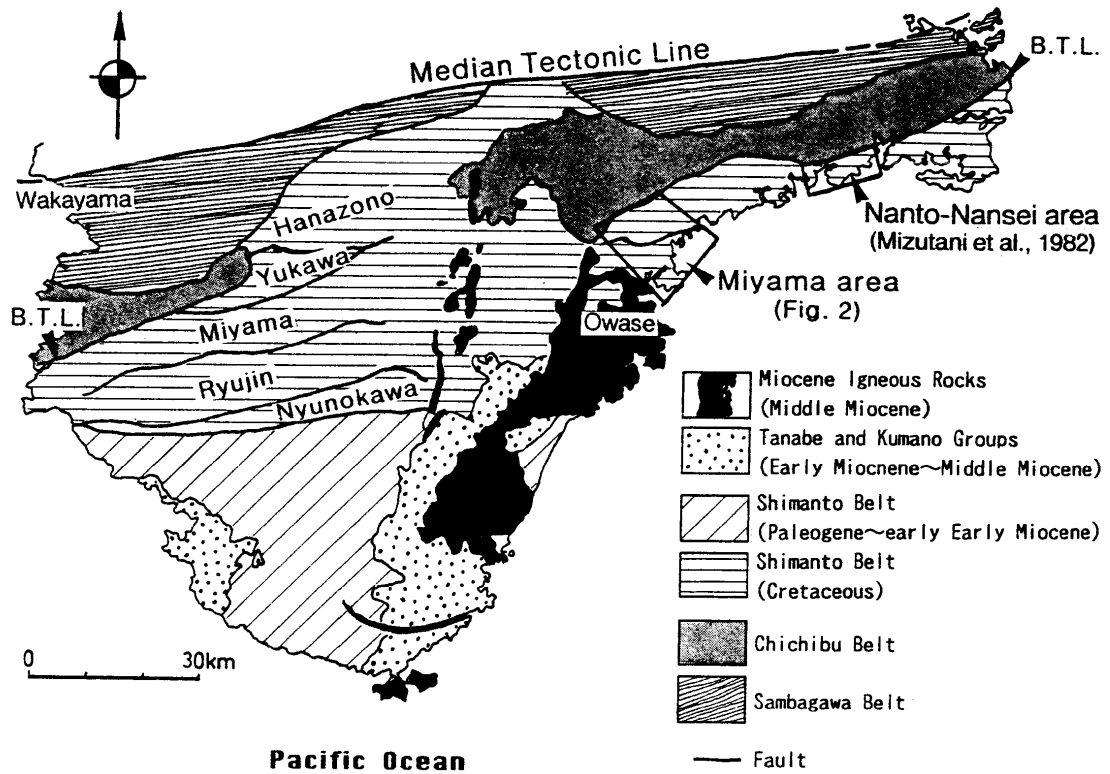 Median Tectonic Line
B.T.L.
Wakayama
Hanazono
Nanto-Nansei area
(Mizutani et al., 1982)
Yukawa
Miyama area
(Fig. 2)
B.T.L.
Miyama
Owase
Ryujin
Nyunokawa
Miocene Igneous Rocks
(Middle Miocene)
Tanabe and Kumano Groups
(Early Miocnene~Middle Miocene)
Shimanto Belt
(Paleogene~early Early Miocene)
Shimanto Belt
(Cretaceous)
Chichibu Belt
Sambagawa Belt
Fault
0 30km
Pacific Ocean